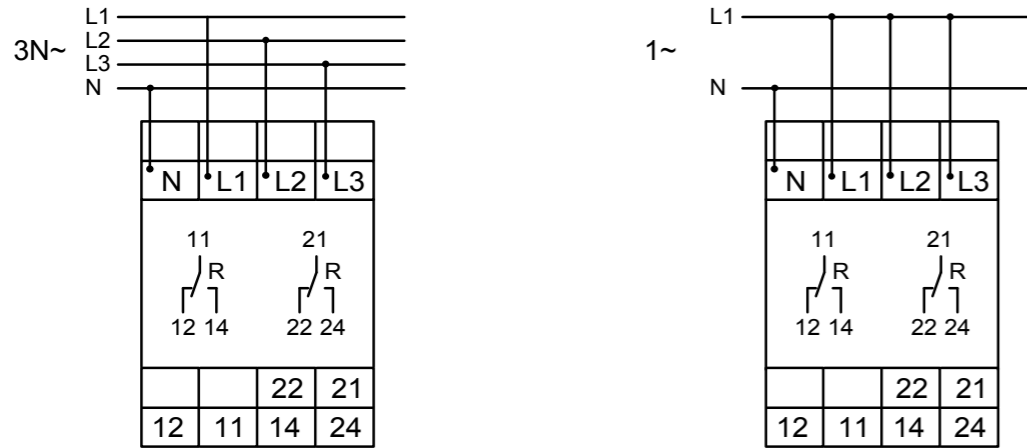 L1
L2
3N~
L3
N
N L1 L2 L3
11 21
R R
12 14 22 24
22 21
12 11 14 24
L1
1~
N
N L1 L2 L3
11 21
R R
12 14 22 24
22 21
12 11 14 24